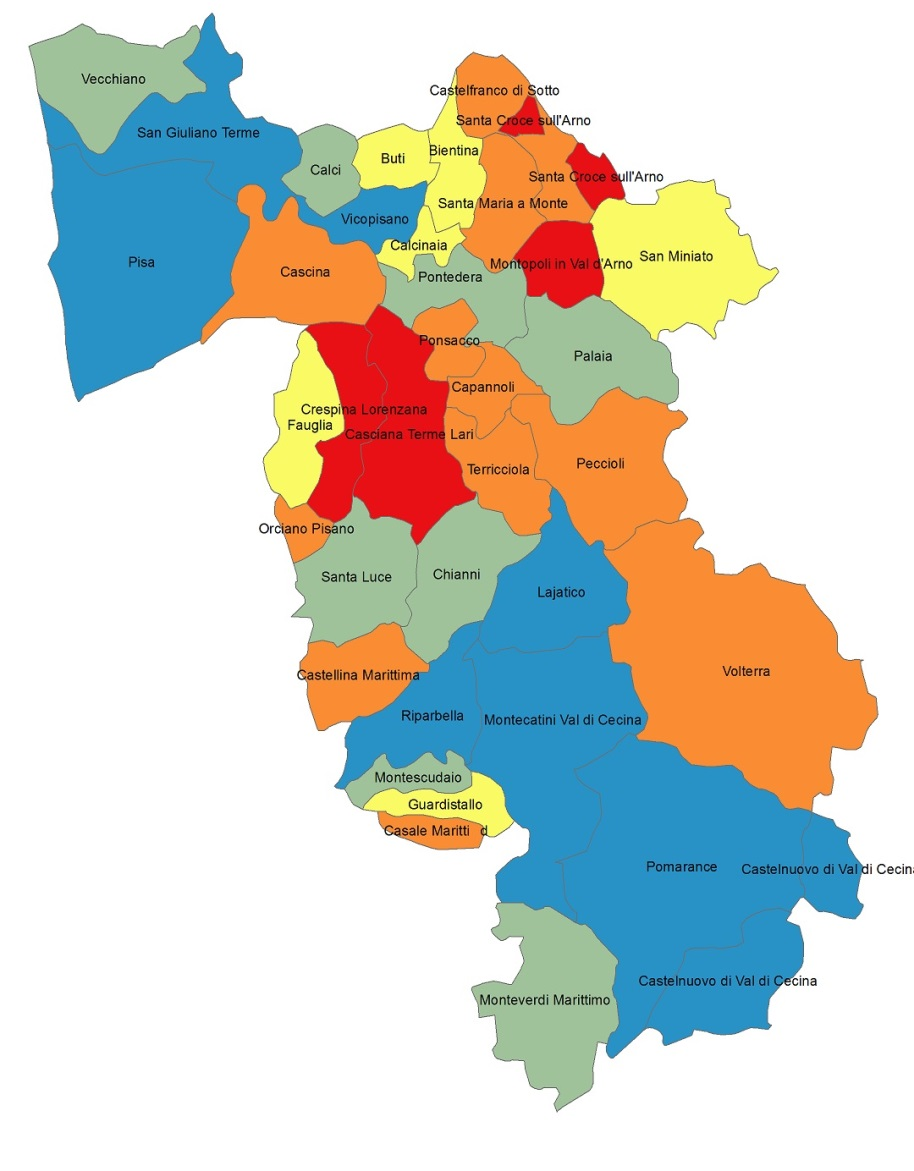 Vecchiano
Castelfranco di Sotto
Santa Croce sull'Arno
San Giuliano Terme
Bientina
Buti
Calci
Santa Croce sull'Arno
Santa Maria a Monte
Vicopisano
Calcinaia
San Miniato
Pisa
Montopoli in Val d'Arno
Cascina
Pontedera
Ponsacco
Palaia
Capannoli
Crespina Lorenzana
Fauglia
Casciana Terme Lari
Peccioli
Terricciola
Orciano Pisano
Santa Luce
Chianni
Lajatico
Castellina Marittima
Volterra
Riparbella
Montecatini Val di Cecina
Montescudaio
Guardistallo
Casale Maritti d
Pomarance
Castelnuovo di Val di Cecina
Castelnuovo di Val di Cecina
Monteverdi Marittimo